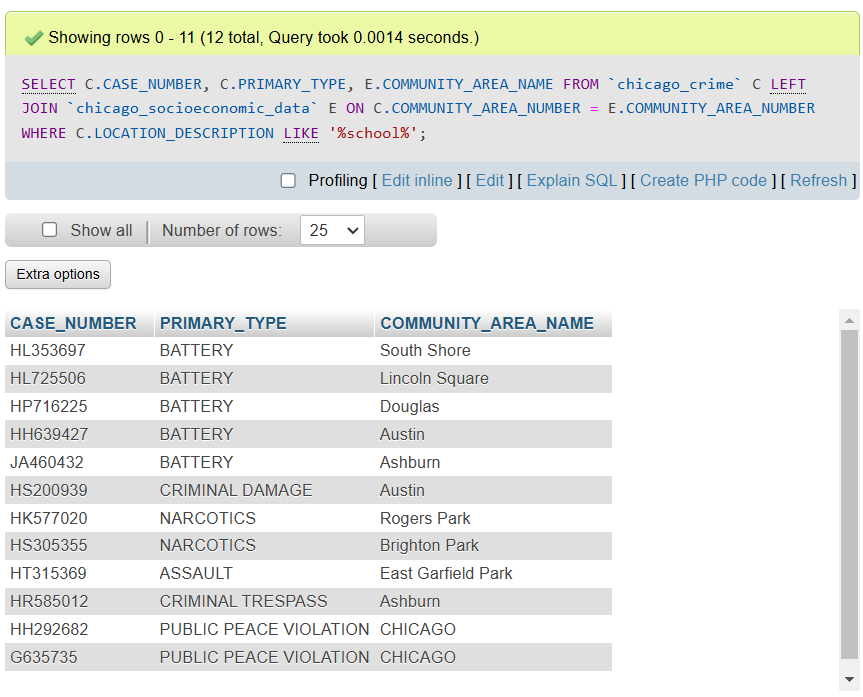 Showing rows 0 - 11 (12 total, Query took 0.0014 seconds.)
SELECT C.CASE_NUMBER, C.PRIMARY_TYPE, E.COMMUNITY_AREA_NAME FROM `chicago_crime` C LEFT
JOIN `chicago_socioeconomic_data` E ON C.COMMUNITY_AREA_NUMBER = E.COMMUNITY_AREA_NUMBER
WHERE C.LOCATION_DESCRIPTION LIKE '%school%';
Profiling [ Edit inline ] [ Edit ] [ Explain SQL ] [ Create PHP code ] [ Refresh ]
Show all | Number of rows: 25
Extra options
CASE_NUMBER PRIMARY_TYPE COMMUNITY_AREA_NAME
HL353697 BATTERY South Shore
HL725506 BATTERY Lincoln Square
HP716225 BATTERY Douglas
HH639427 BATTERY Austin
JA460432 BATTERY Ashburn
HS200939 CRIMINAL DAMAGE Austin
HK577020 NARCOTICS Rogers Park
HS305355 NARCOTICS Brighton Park
HT315369 ASSAULT East Garfield Park
HR585012 CRIMINAL TRESPASS Ashburn
HH292682 PUBLIC PEACE VIOLATION CHICAGO
G635735 PUBLIC PEACE VIOLATION CHICAGO